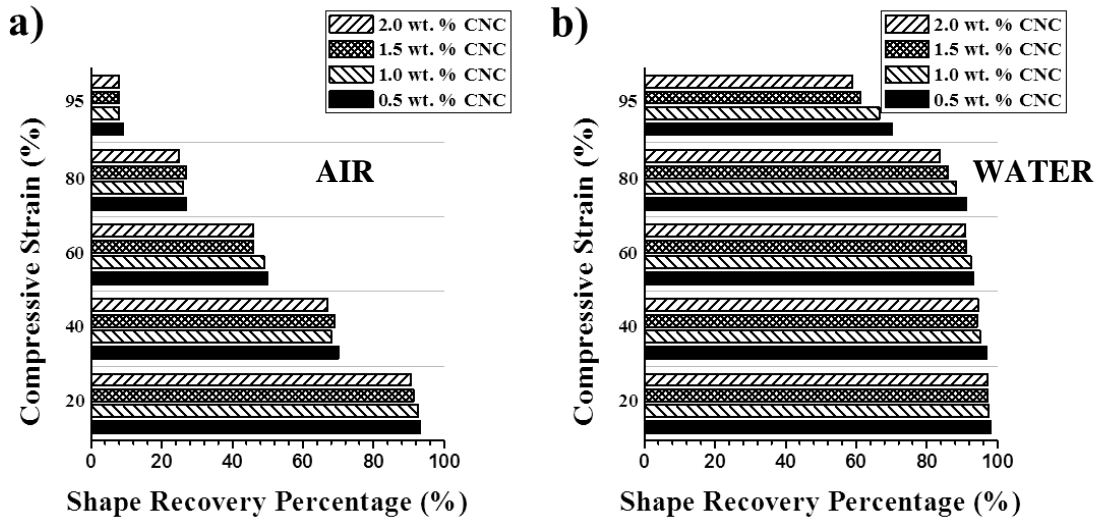 a)
2.0 wt. % CNC
1.5 wt. % CNC
1.0 wt. % CNC
0.5 wt. % CNC
AIR
Compressive Strain (%)
95
80
60
40
20
0 20 40 60 80 100
Shape Recovery Percentage (%)
b)
2.0 wt. % CNC
1.5 wt. % CNC
1.0 wt. % CNC
0.5 wt. % CNC
WATER
Compressive Strain (%)
95
80
60
40
20
0 20 40 60 80 100
Shape Recovery Percentage (%)